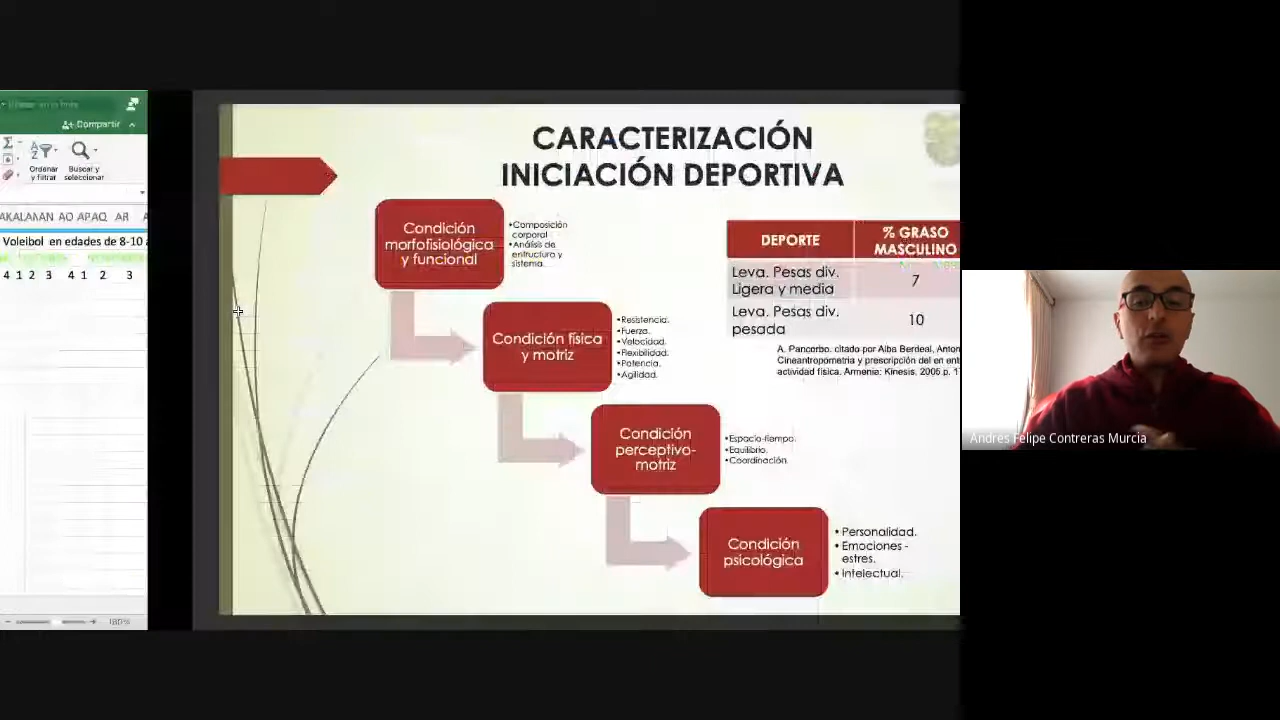 Compartir
Ordenar
y filtrar
Buscar y
seleccionar
AO AP AQ AR
Voleibol en edades de 8-10 a
4 1 2 3 4 1 2 3
CARACTERIZACIÓN
INICIACIÓN DEPORTIVA
Condición
morfofisiológica
y funcional
•Composición
corporal
•Análisis de
estructura y
sistema.
DEPORTE
% GRASO
MASCULINO
Leva. Pesas div.
Ligera y media
7
Leva. Pesas div.
pesada
10
A. Pancorbo. citado por Alba Berdeal, Anton
Cineantropometria y prescripción del en ent
actividad física. Armenia: Kinesis, 2005 p. 1
Condición física
y motriz
•Resistencia.
•Fuerza.
•Velocidad.
•Flexibilidad.
•Potencia.
•Agilidad.
Condición
perceptivo-
motriz
•Espacio-tiempo.
•Equilibrio.
•Coordinación.
Condición
psicológica
• Personalidad.
• Emociones -
estres.
• Intelectual.
Andres Felipe Contreras Murcia